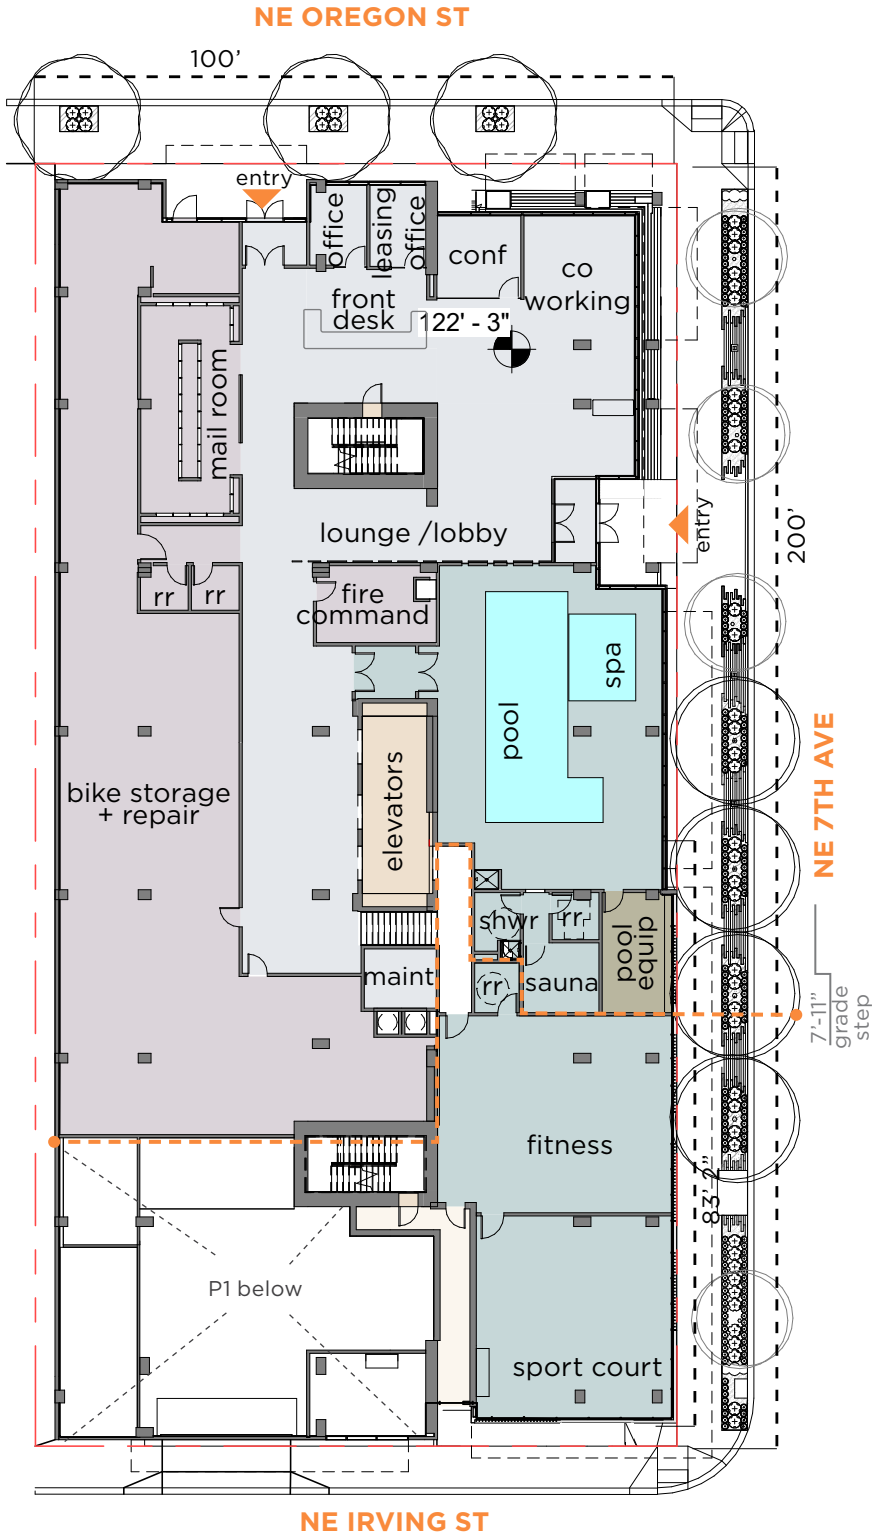 NE OREGON ST
100’
entry
office
leasing
office
conf
co
working
front
desk
122' - 3"
mail room
lounge /lobby
entry
200’
rr
rr
fire
command
spa
pool
NE 7TH AVE
bike storage
+ repair
elevators
shwr
rr
pool
equip
maint
rr
sauna
7’-11”
grade
step
fitness
83’-2”
P1 below
sport court
NE IRVING ST